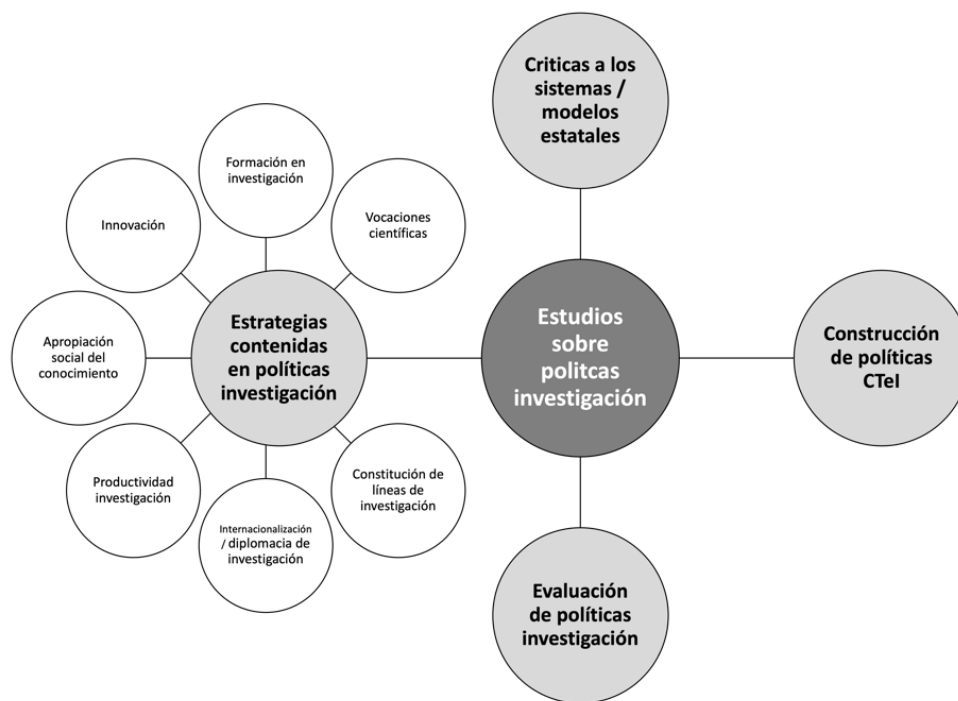 Criticas a los
sistemas /
modelos
estatales
Formación en
investigación
Innovación
Vocaciones
científicas
Apropiación
social del
conocimiento
Estrategias
contenidas
en políticas
investigación
Estudios
sobre
politcas
investigación
Construcción
de políticas
CTeI
Productividad
investigación
Internacionalización
/ diplomacia de
investigación
Constitución de
líneas de
investigación
Evaluación
de políticas
investigación